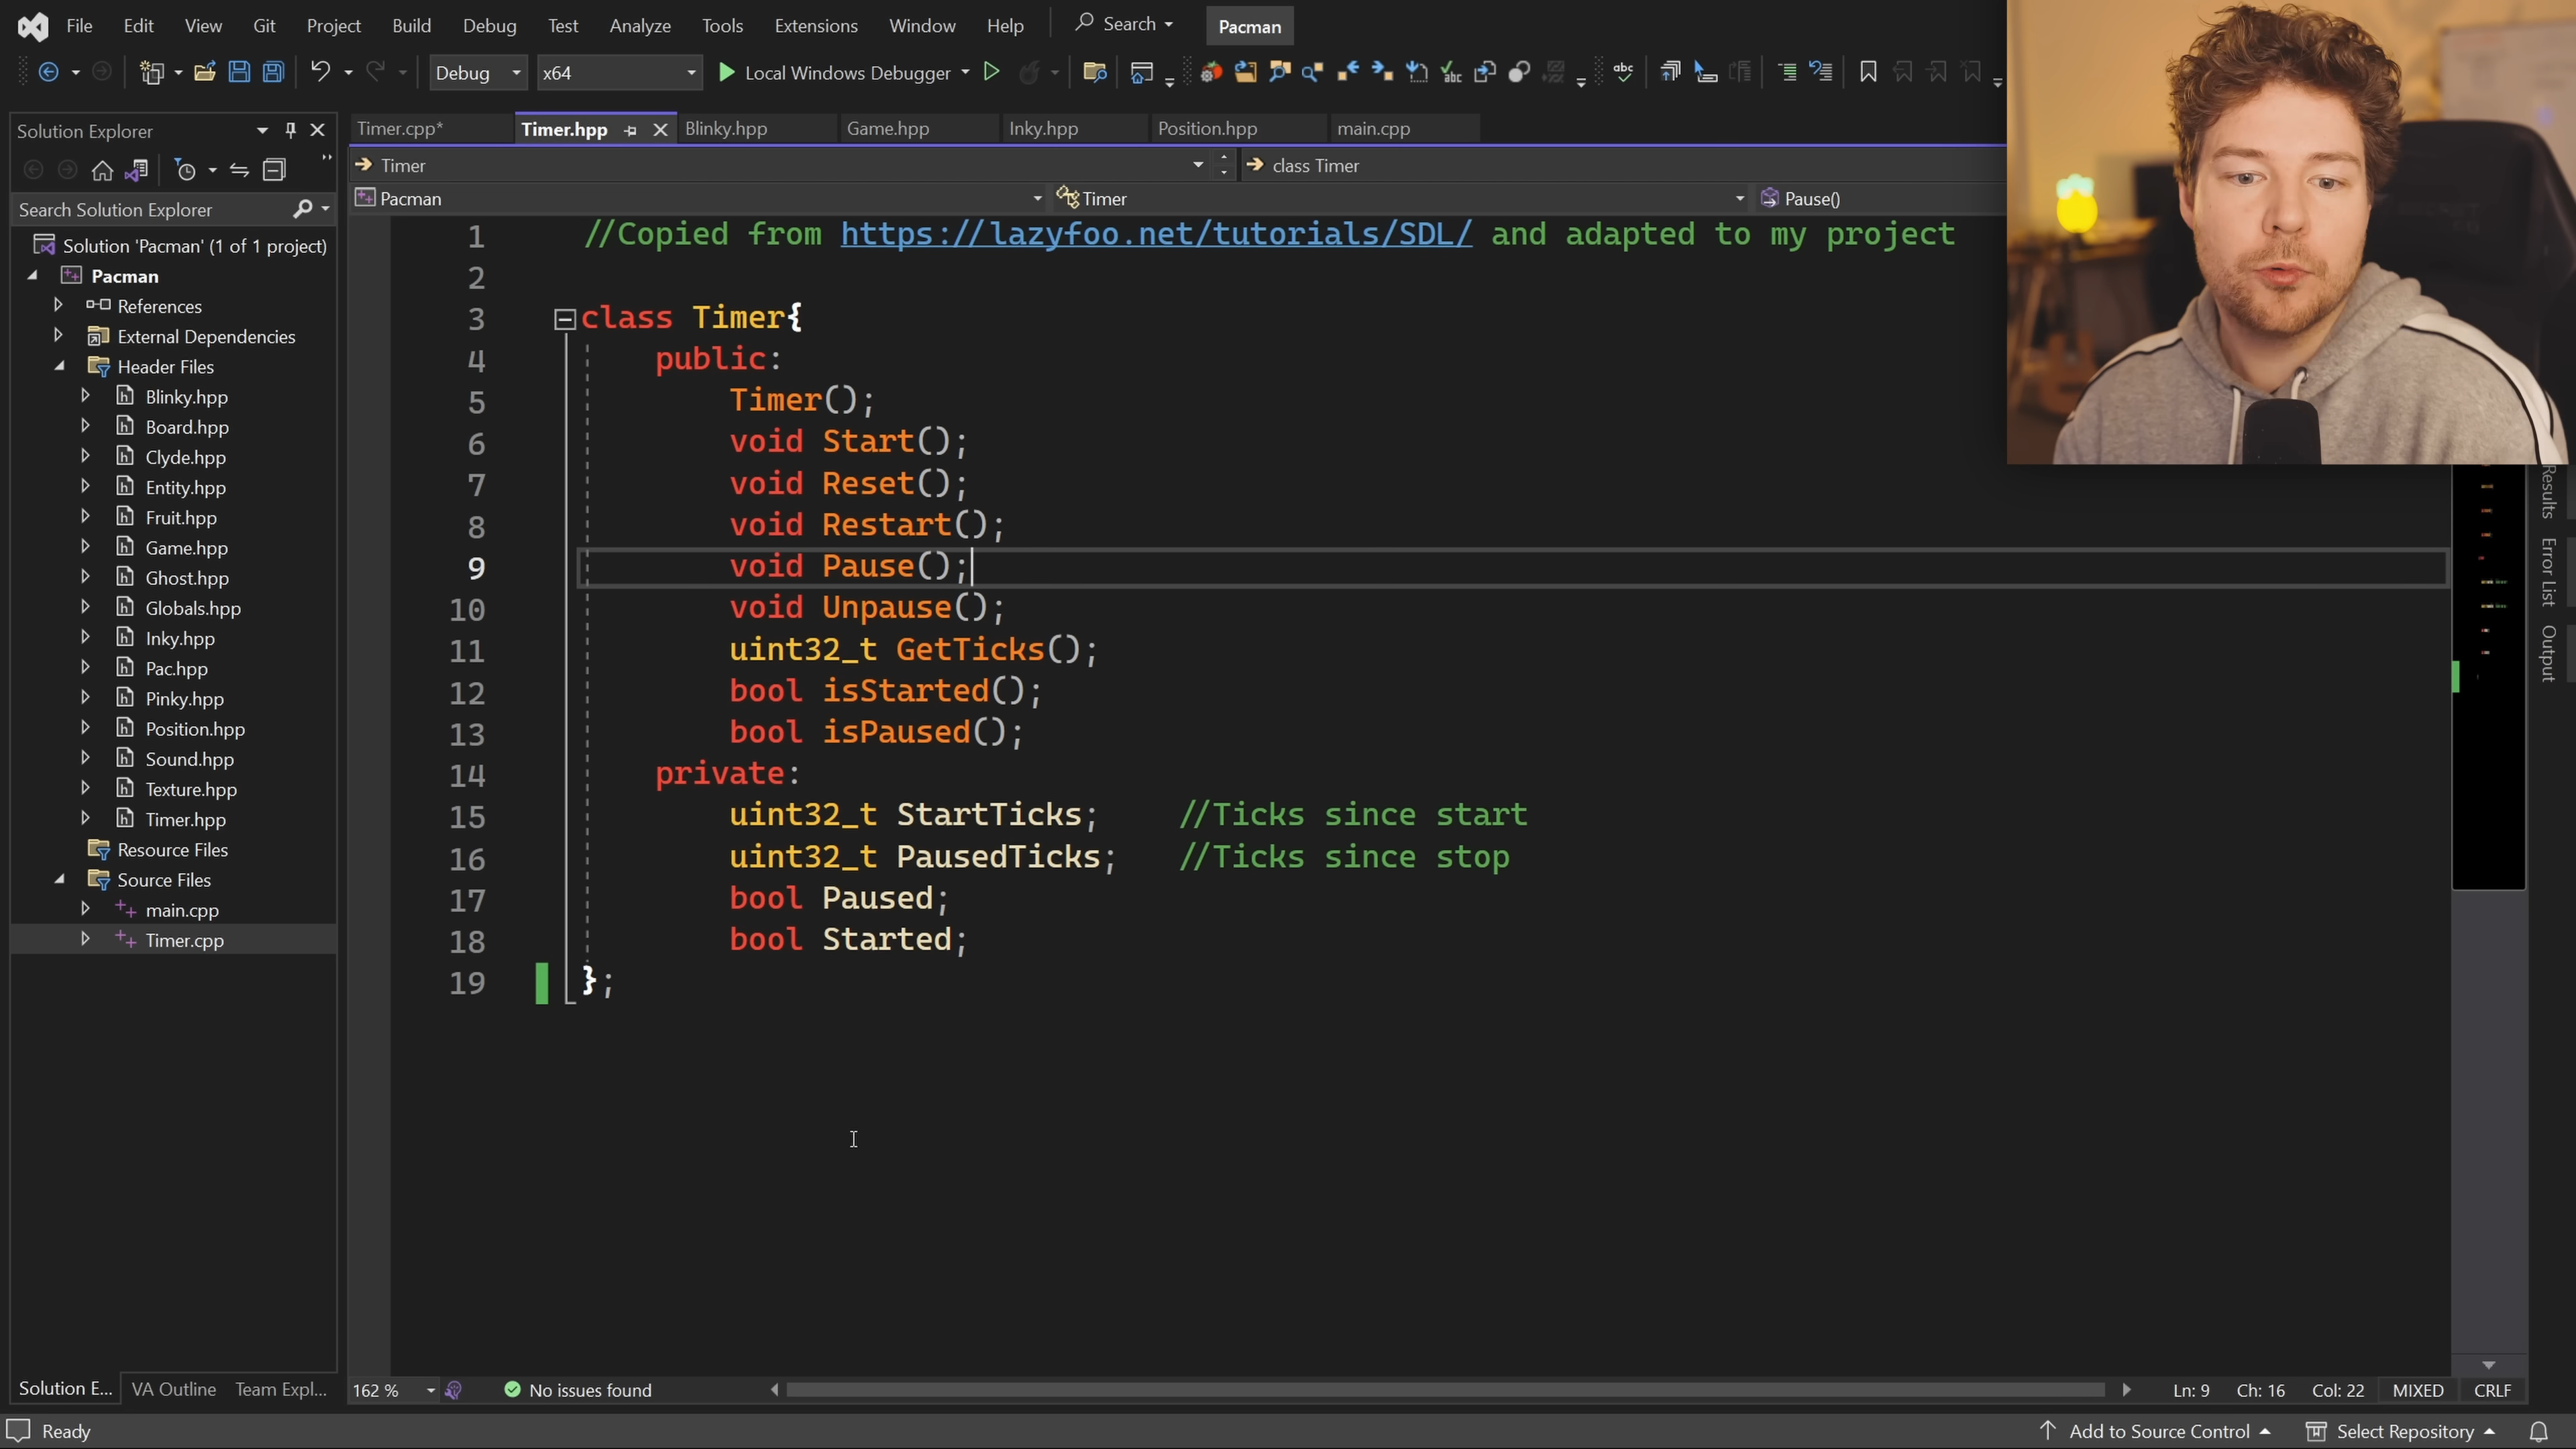 File Edit View Git Project Build Debug Test Analyze Tools Extensions Window Help Search Pacman
Debug x64 Local Windows Debugger
Solution Explorer
Search Solution Explorer
Solution 'Pacman' (1 of 1 project)
Pacman
References
External Dependencies
Header Files
Blinky.hpp
Board.hpp
Clyde.hpp
Entity.hpp
Fruit.hpp
Game.hpp
Ghost.hpp
Globals.hpp
Inky.hpp
Pac.hpp
Pinky.hpp
Position.hpp
Sound.hpp
Texture.hpp
Timer.hpp
Resource Files
Source Files
main.cpp
Timer.cpp
Solution E... VA Outline Team Expl...
Timer.cpp* Timer.hpp Blinky.hpp Game.hpp Inky.hpp Position.hpp main.cpp
Timer class Timer
Pacman Timer Pause()
1 //Copied from https://lazyfoo.net/tutorials/SDL/ and adapted to my project
2
3 class Timer{
4 public:
5 Timer();
6 void Start();
7 void Reset();
8 void Restart();
9 void Pause();
10 void Unpause();
11 uint32_t GetTicks();
12 bool isStarted();
13 bool isPaused();
14 private:
15 uint32_t StartTicks; //Ticks since start
16 uint32_t PausedTicks; //Ticks since stop
17 bool Paused;
18 bool Started;
19 };
Results
Error List
Output
162 % No issues found Ln: 9 Ch: 16 Col: 22 MIXED CRLF
Ready Add to Source Control Select Repository